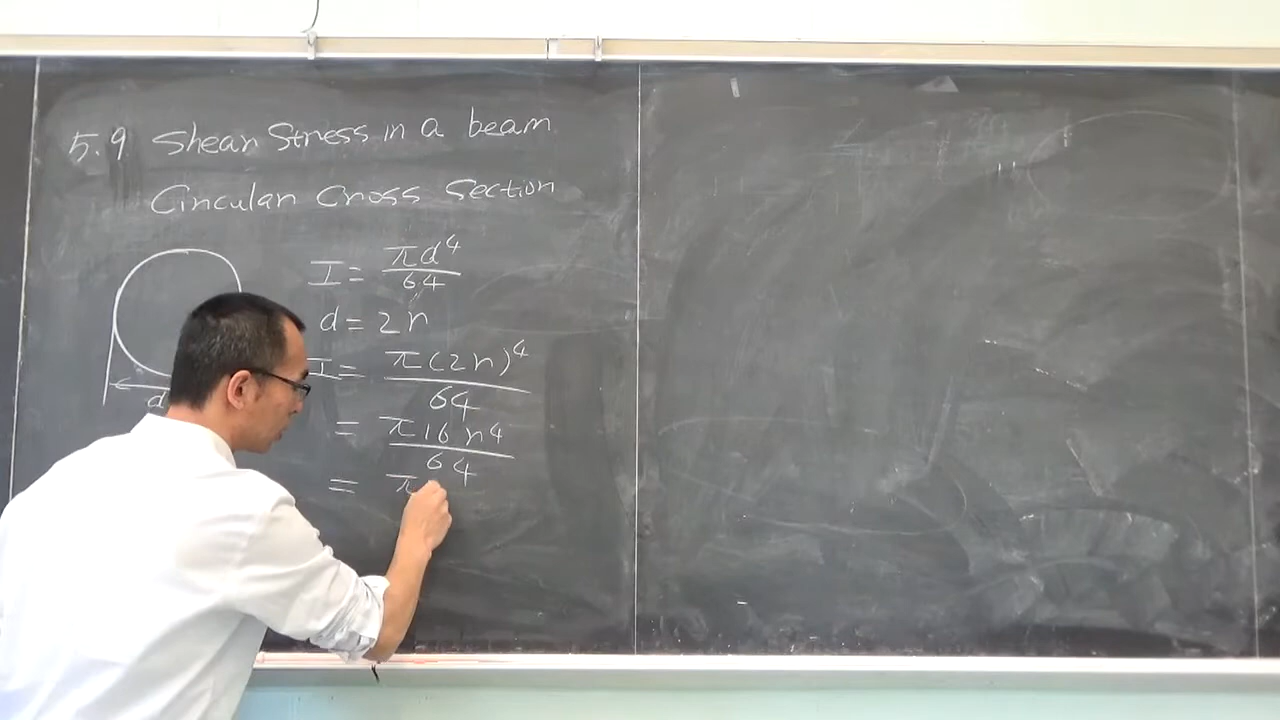 5.9 Shear Stress in a beam
Circular Cross Section
I = πd⁴/64
d = 2r
I = π(2r)⁴/64
= π16r⁴/64
= π
d